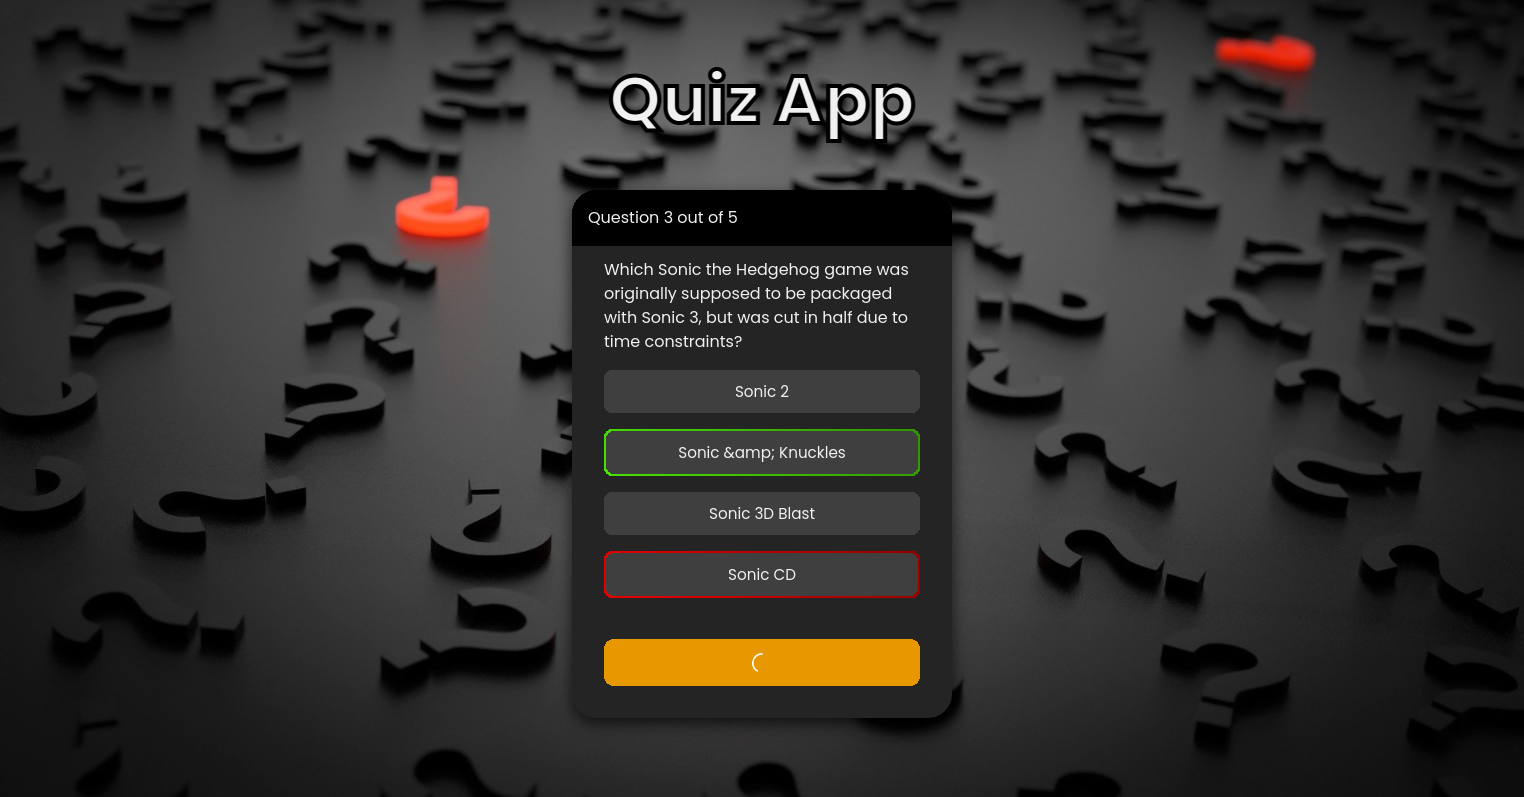 Quiz App
Question 3 out of 5
Which Sonic the Hedgehog game was
originally supposed to be packaged
with Sonic 3, but was cut in half due to
time constraints?
Sonic 2
Sonic &amp; Knuckles
Sonic 3D Blast
Sonic CD